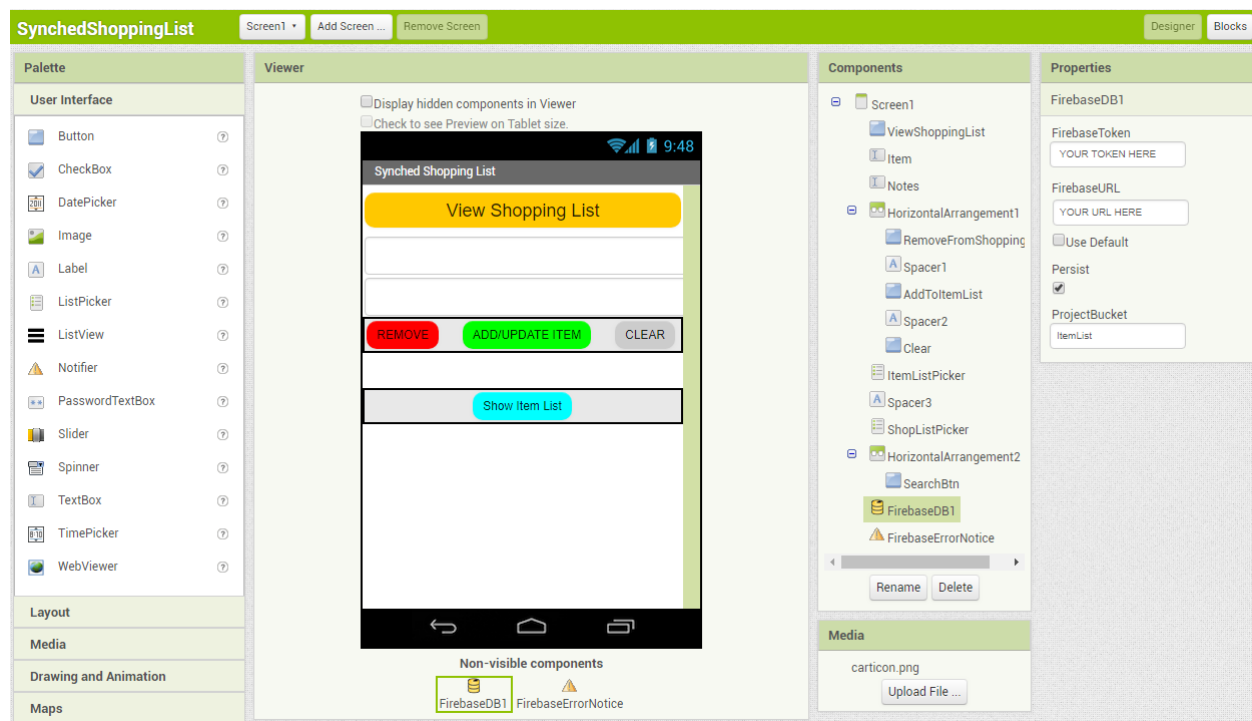 SynchedShoppingList
Screen1
Add Screen ...
Remove Screen
Designer
Blocks
Palette
User Interface
Button
CheckBox
DatePicker
Image
Label
ListPicker
ListView
Notifier
PasswordTextBox
Slider
Spinner
TextBox
TimePicker
WebViewer
Layout
Media
Drawing and Animation
Maps
Viewer
Display hidden components in Viewer
Check to see Preview on Tablet size.
9:48
Synched Shopping List
View Shopping List
REMOVE
ADD/UPDATE ITEM
CLEAR
Show Item List
Non-visible components
FirebaseDB1
FirebaseErrorNotice
Components
Screen1
ViewShoppingList
Item
Notes
HorizontalArrangement1
RemoveFromShopping
Spacer1
AddToItemList
Spacer2
Clear
ItemListPicker
Spacer3
ShopListPicker
HorizontalArrangement2
SearchBtn
FirebaseDB1
FirebaseErrorNotice
Rename
Delete
Media
carticon.png
Upload File ...
Properties
FirebaseDB1
FirebaseToken
YOUR TOKEN HERE
FirebaseURL
YOUR URL HERE
Use Default
Persist
ProjectBucket
ItemList